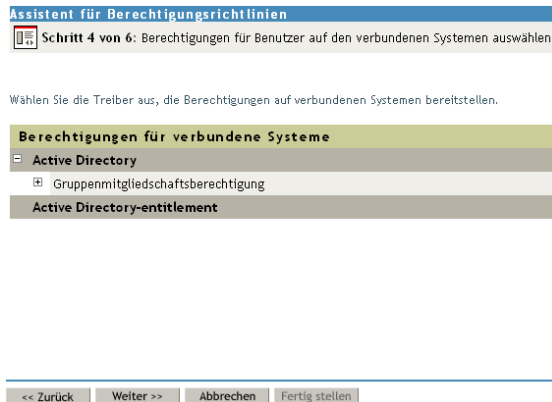 Assistent für Berechtigungsrichtlinien
Schritt 4 von 6: Berechtigungen für Benutzer auf den verbundenen Systemen auswählen
Wählen Sie die Treiber aus, die Berechtigungen auf verbundenen Systemen bereitstellen.
Berechtigungen für verbundene Systeme
Active Directory
Gruppenmitgliedschaftsberechtigung
Active Directory-entitlement
<< Zurück Weiter >> Abbrechen Fertig stellen